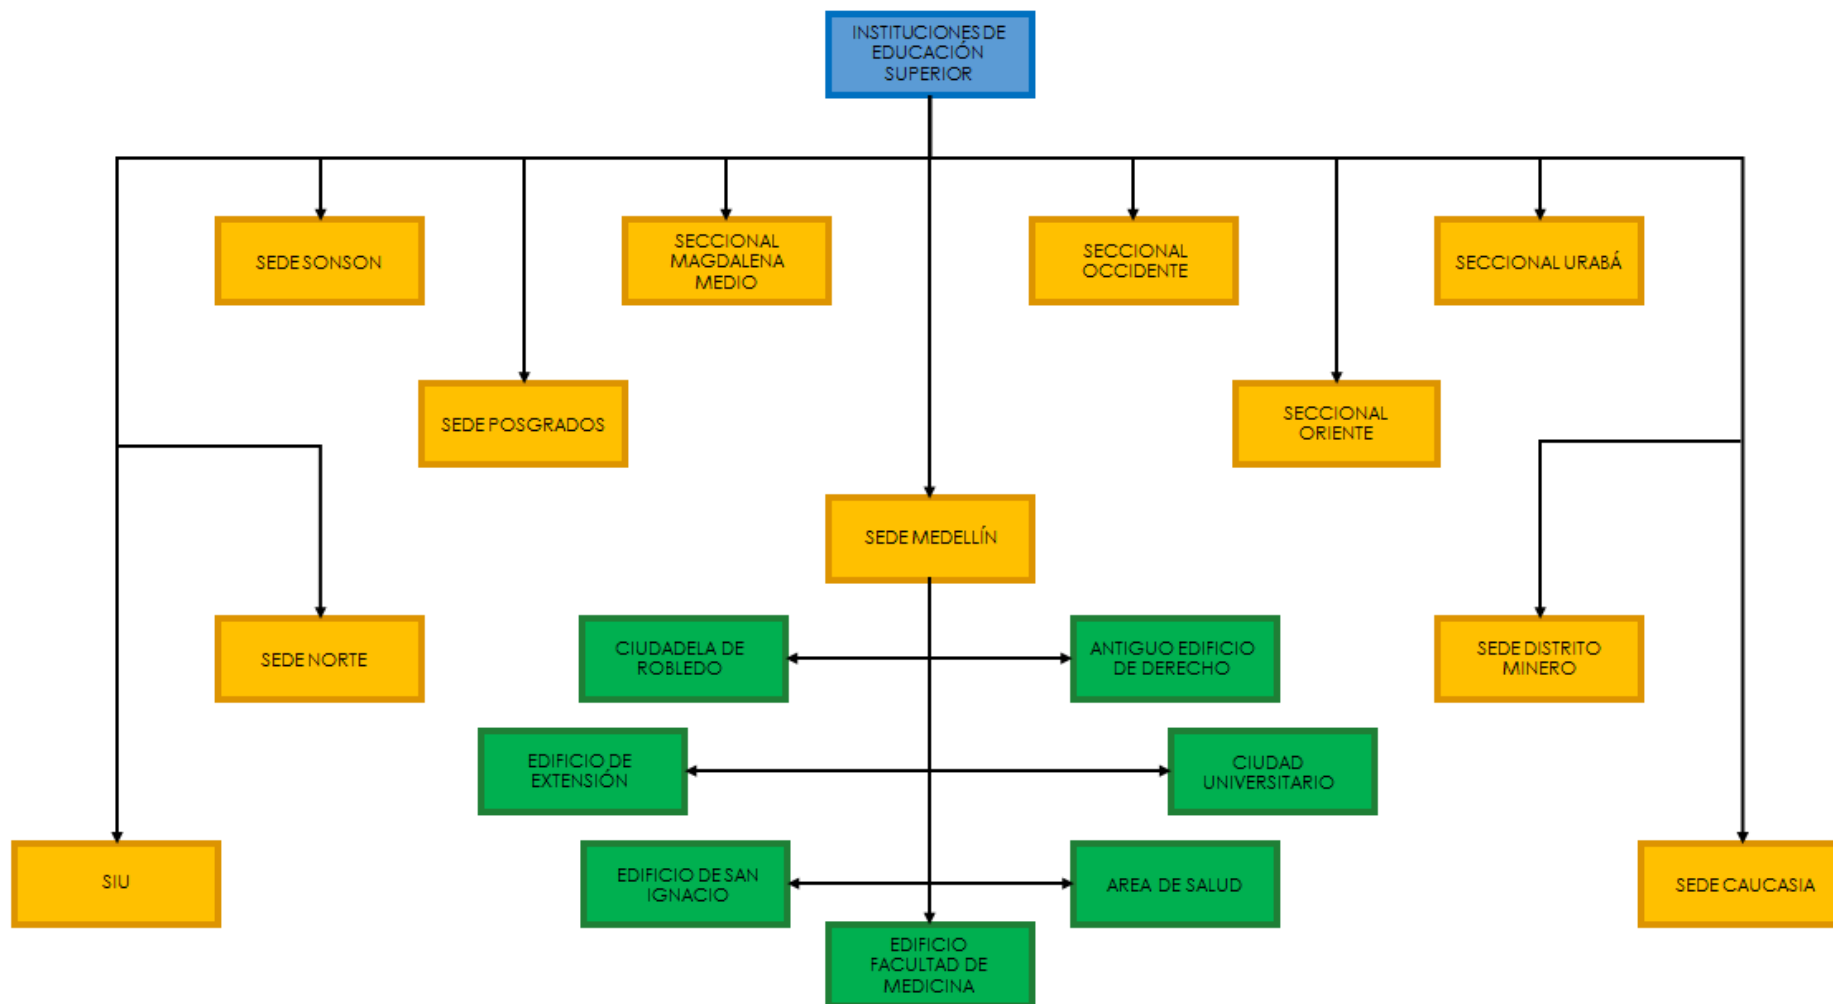 INSTITUCIONES DE
EDUCACIÓN
SUPERIOR
SEDE SONSON
SECCIONAL
MAGDALENA
MEDIO
SECCIONAL
OCCIDENTE
SECCIONAL URABÁ
SEDE POSGRADOS
SECCIONAL
ORIENTE
SEDE MEDELLÍN
SEDE NORTE
CIUDADELA DE
ROBLEDO
ANTIGUO EDIFICIO
DE DERECHO
SEDE DISTRITO
MINERO
EDIFICIO DE
EXTENSIÓN
CIUDAD
UNIVERSITARIO
SIU
EDIFICIO DE SAN
IGNACIO
AREA DE SALUD
SEDE CAUCASIA
EDIFICIO
FACULTAD DE
MEDICINA